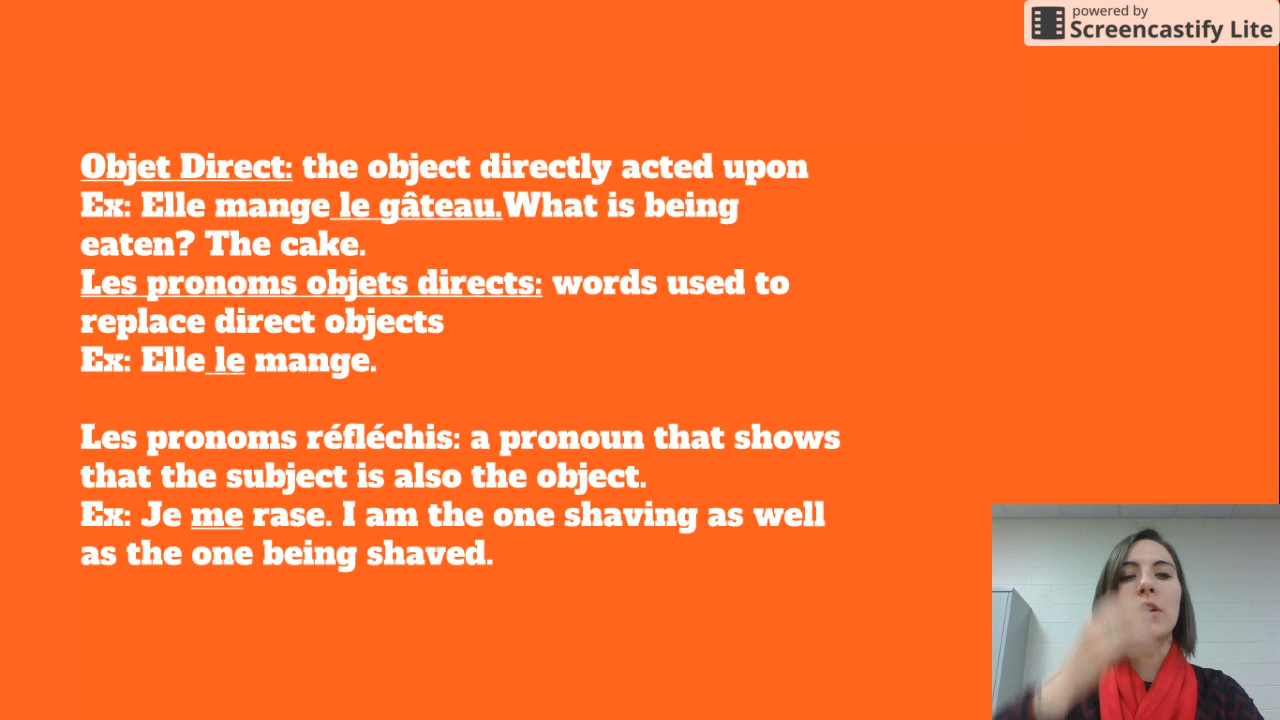 powered by
Screencastify Lite
Objet Direct: the object directly acted upon
Ex: Elle mange le gâteau.What is being
eaten? The cake.
Les pronoms objets directs: words used to
replace direct objects
Ex: Elle le mange.
Les pronoms réfléchis: a pronoun that shows
that the subject is also the object.
Ex: Je me rase. I am the one shaving as well
as the one being shaved.